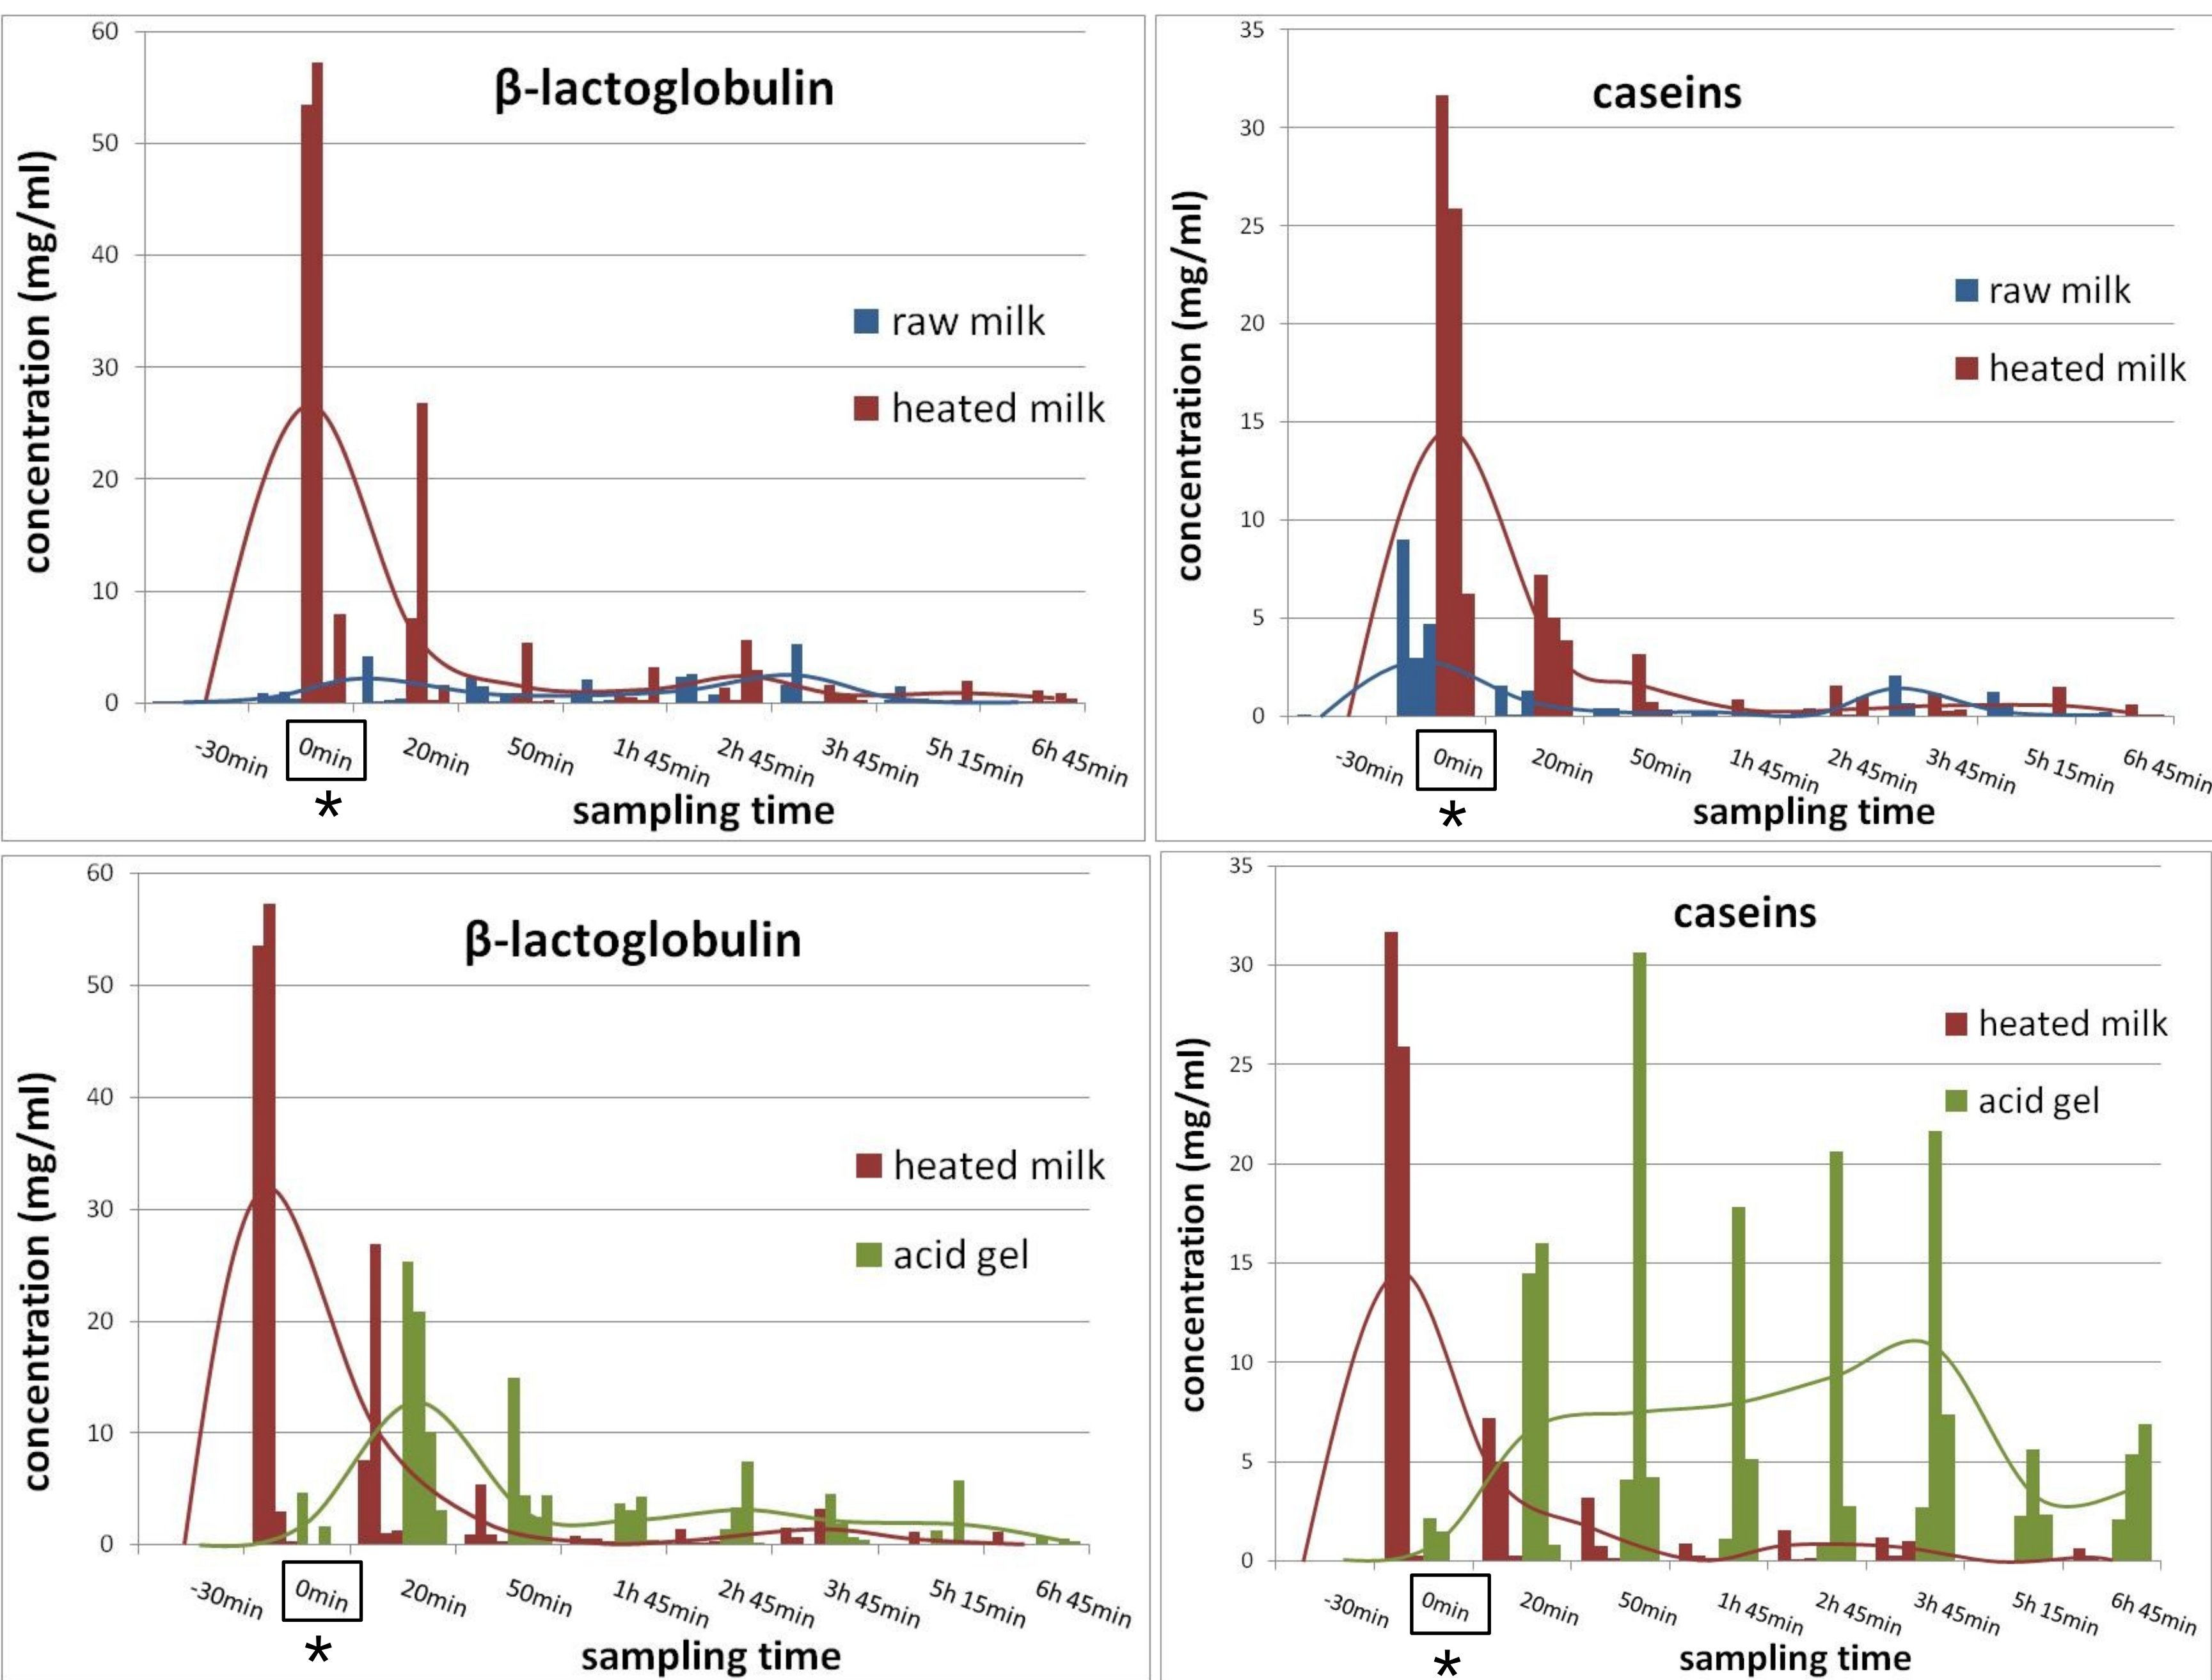 β-lactoglobulin
concentration (mg/ml)
60
50
40
30
20
10
0
raw milk
heated milk
-30min 0min 20min 50min 1h 45min 2h 45min 3h 45min 5h 15min 6h 45min
*
sampling time
caseins
concentration (mg/ml)
35
30
25
20
15
10
5
0
raw milk
heated milk
-30min 0min 20min 50min 1h 45min 2h 45min 3h 45min 5h 15min 6h 45min
*
sampling time
β-lactoglobulin
concentration (mg/ml)
60
50
40
30
20
10
0
heated milk
acid gel
-30min 0min 20min 50min 1h 45min 2h 45min 3h 45min 5h 15min 6h 45min
*
sampling time
caseins
concentration (mg/ml)
35
30
25
20
15
10
5
0
heated milk
acid gel
-30min 0min 20min 50min 1h 45min 2h 45min 3h 45min 5h 15min 6h 45min
*
sampling time